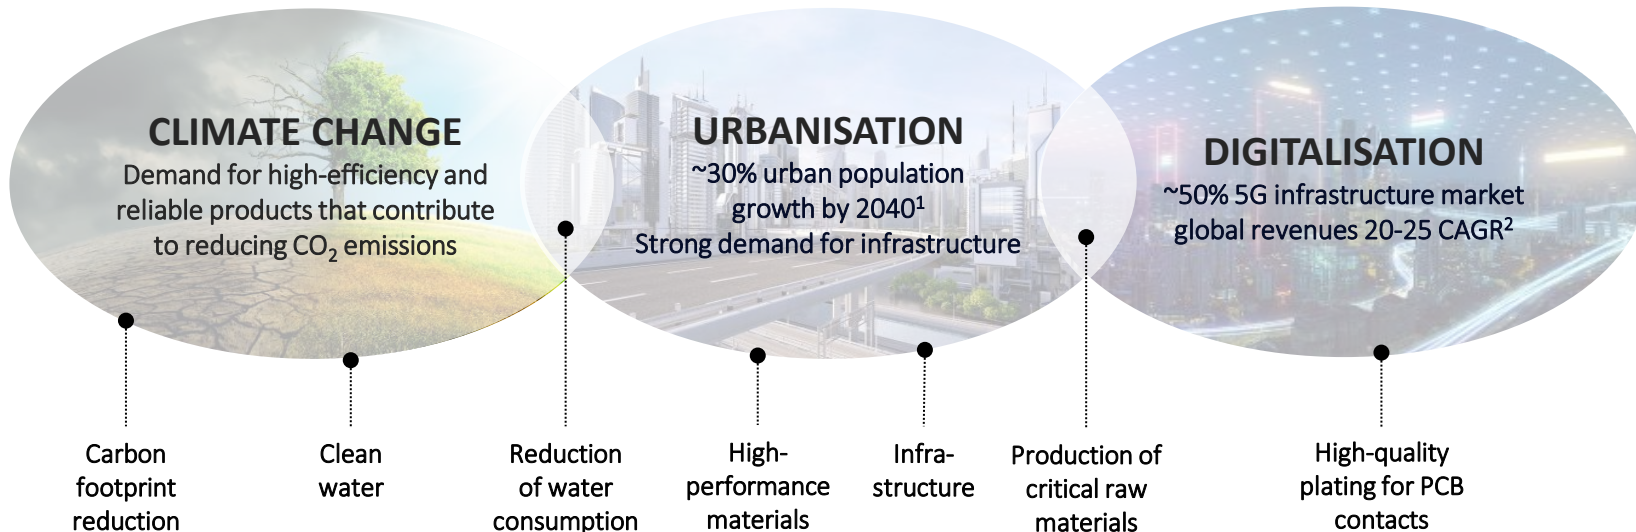 CLIMATE CHANGE
Demand for high-efficiency and
reliable products that contribute
to reducing CO₂ emissions
URBANISATION
~30% urban population
growth by 2040¹
Strong demand for infrastructure
DIGITALISATION
~50% 5G infrastructure market
global revenues 20-25 CAGR²
Carbon
footprint
reduction
Clean
water
Reduction
of water
consumption
High-
performance
materials
Infra-
structure
Production of
critical raw
materials
High-quality
plating for PCB
contacts